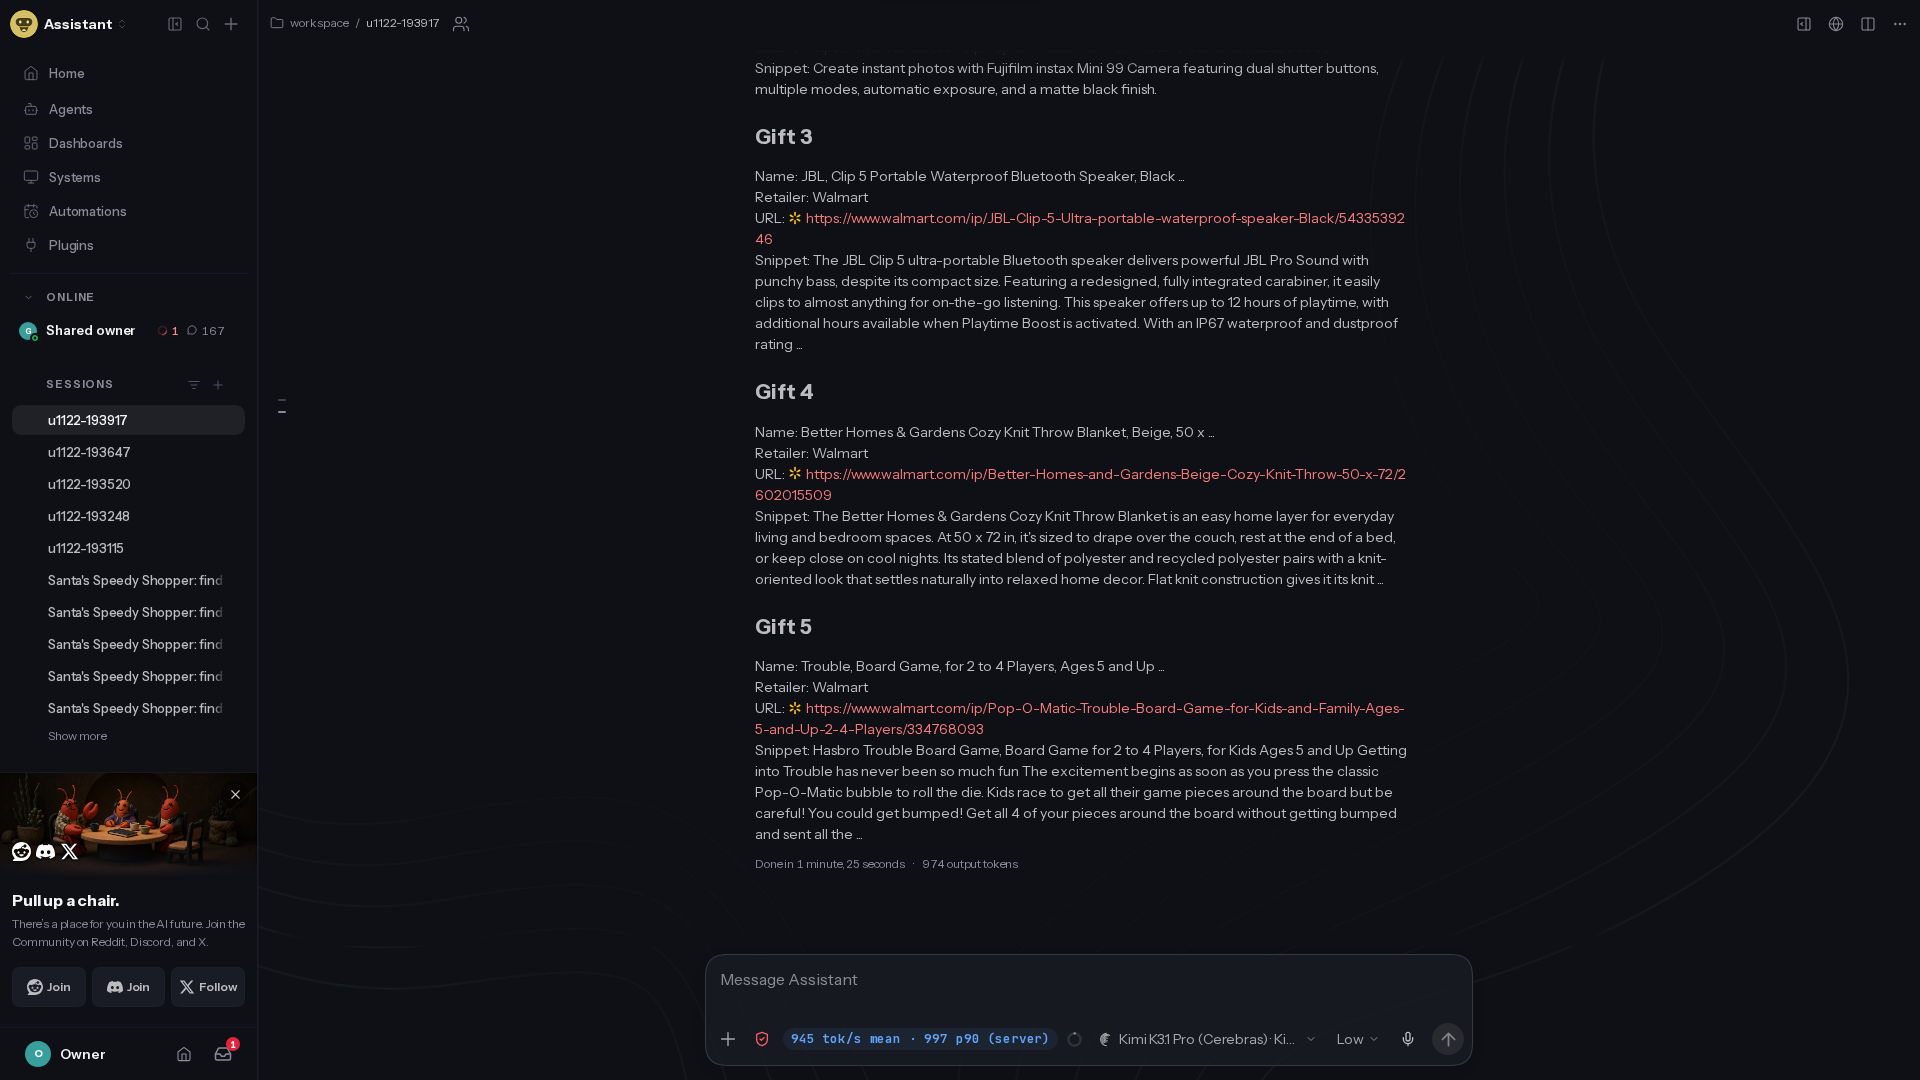 Assistant
workspace / u1122-193917
Home
Agents
Dashboards
Systems
Automations
Plugins
ONLINE
G
Shared owner
1
167
SESSIONS
u1122-193917
u1122-193647
u1122-193520
u1122-193248
u1122-193115
Santa's Speedy Shopper: find
Santa's Speedy Shopper: find
Santa's Speedy Shopper: find
Santa's Speedy Shopper: find
Santa's Speedy Shopper: find
Show more
Pull up a chair.
There's a place for you in the AI future. Join the
Community on Reddit, Discord, and X.
Join
Join
Follow
O
Owner
1
Snippet: Create instant photos with Fujifilm instax Mini 99 Camera featuring dual shutter buttons,
multiple modes, automatic exposure, and a matte black finish.
Gift 3
Name: JBL, Clip 5 Portable Waterproof Bluetooth Speaker, Black ...
Retailer: Walmart
URL: https://www.walmart.com/ip/JBL-Clip-5-Ultra-portable-waterproof-speaker-Black/54335392
46
Snippet: The JBL Clip 5 ultra-portable Bluetooth speaker delivers powerful JBL Pro Sound with
punchy bass, despite its compact size. Featuring a redesigned, fully integrated carabiner, it easily
clips to almost anything for on-the-go listening. This speaker offers up to 12 hours of playtime, with
additional hours available when Playtime Boost is activated. With an IP67 waterproof and dustproof
rating ...
Gift 4
Name: Better Homes & Gardens Cozy Knit Throw Blanket, Beige, 50 x ...
Retailer: Walmart
URL: https://www.walmart.com/ip/Better-Homes-and-Gardens-Beige-Cozy-Knit-Throw-50-x-72/2
602015509
Snippet: The Better Homes & Gardens Cozy Knit Throw Blanket is an easy home layer for everyday
living and bedroom spaces. At 50 x 72 in, it's sized to drape over the couch, rest at the end of a bed,
or keep close on cool nights. Its stated blend of polyester and recycled polyester pairs with a knit-
oriented look that settles naturally into relaxed home decor. Flat knit construction gives it its knit ...
Gift 5
Name: Trouble, Board Game, for 2 to 4 Players, Ages 5 and Up ...
Retailer: Walmart
URL: https://www.walmart.com/ip/Pop-O-Matic-Trouble-Board-Game-for-Kids-and-Family-Ages-
5-and-Up-2-4-Players/334768093
Snippet: Hasbro Trouble Board Game, Board Game for 2 to 4 Players, for Kids Ages 5 and Up Getting
into Trouble has never been so much fun The excitement begins as soon as you press the classic
Pop-O-Matic bubble to roll the die. Kids race to get all their game pieces around the board but be
careful! You could get bumped! Get all 4 of your pieces around the board without getting bumped
and sent all the ...
Done in 1 minute, 25 seconds · 974 output tokens
Message Assistant
945 tok/s mean · 997 p90 (server)
Kimi K3.1 Pro (Cerebras) · Ki...
Low